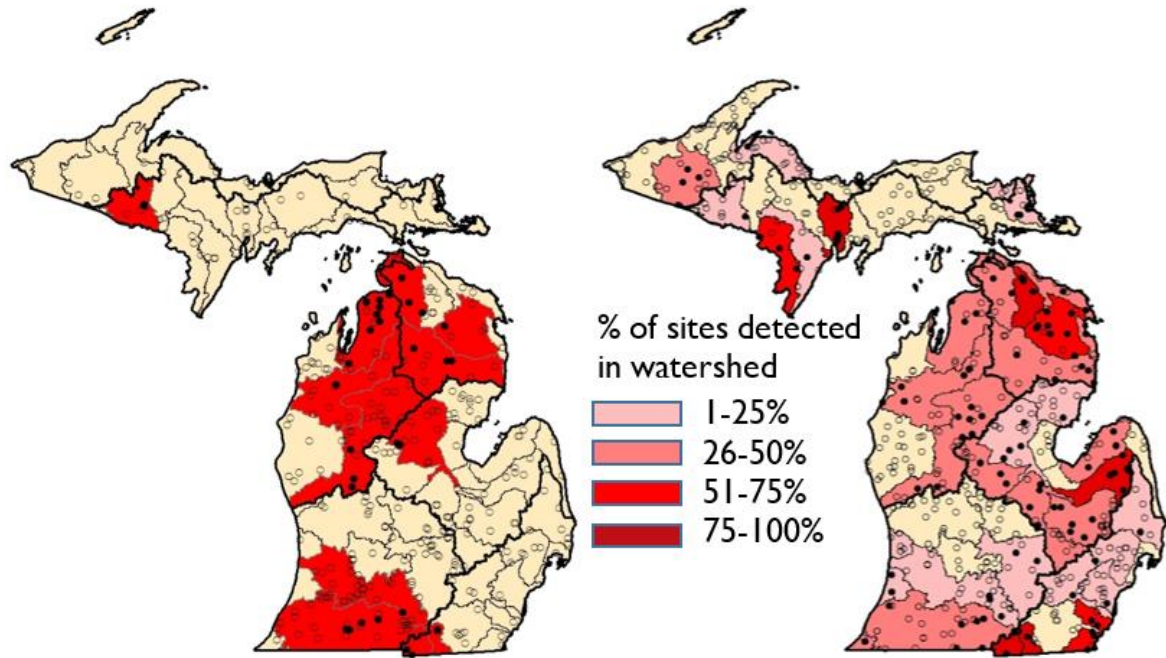 % of sites detected
in watershed
1-25%
26-50%
51-75%
75-100%